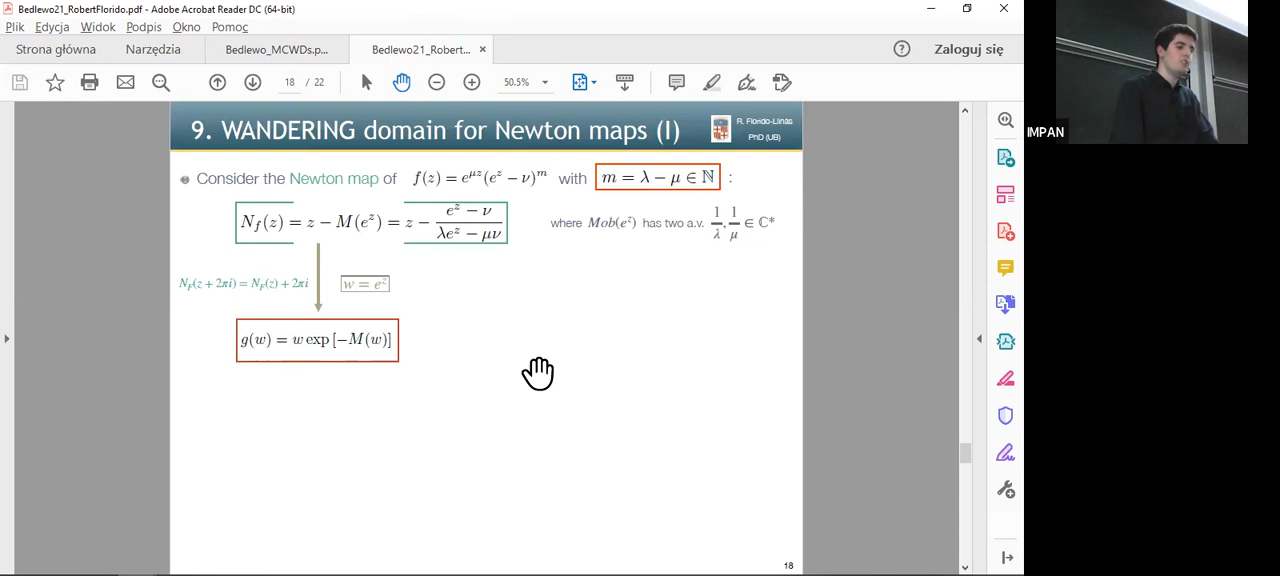 Bedlewo21_RobertFlorido.pdf - Adobe Acrobat Reader DC (64-bit)
Plik Edycja Widok Podpis Okno Pomoc
Strona główna Narzędzia Bedlewo_MCWDs.p... Bedlewo21_Robert... × Zaloguj się
18 / 22 50.5%
IMPAN
9. WANDERING domain for Newton maps (I)
R. Florido-Llinàs
PhD (UB)
Consider the Newton map of f(z) = e^{μz}(e^z − ν)^m with m = λ − μ ∈ ℕ :
N_f(z) = z − M(e^z) = z − \frac{e^z − ν}{λe^z − μν}
where Mob(e^z) has two a.v. \frac{1}{λ}, \frac{1}{μ} ∈ ℂ*
N_F(z + 2πi) = N_F(z) + 2πi
w = e^z
g(w) = w exp [−M(w)]
18